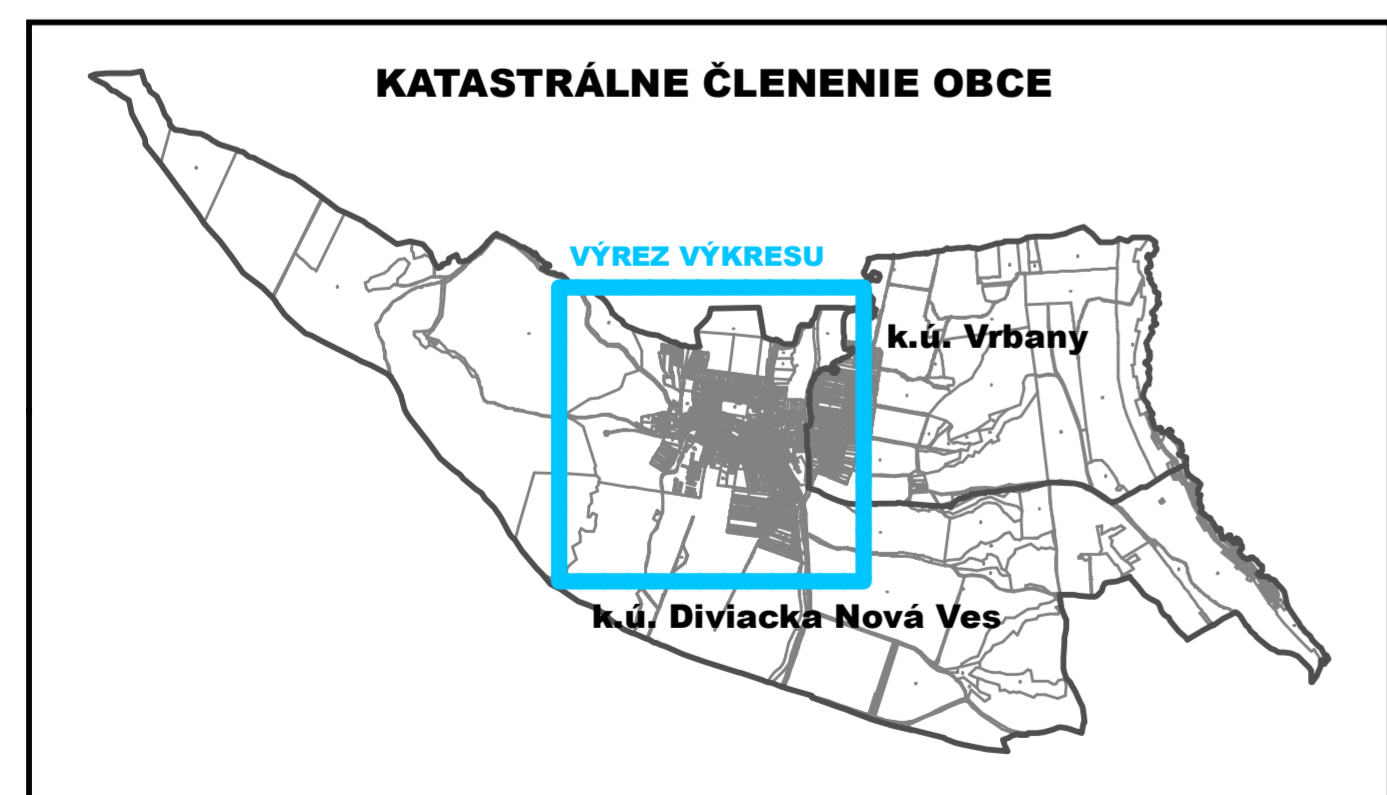 KATASTRÁLNE ČLENENIE OBCE
VÝREZ VÝKRESU
k.ú. Vrbany
k.ú. Diviacka Nová Ves